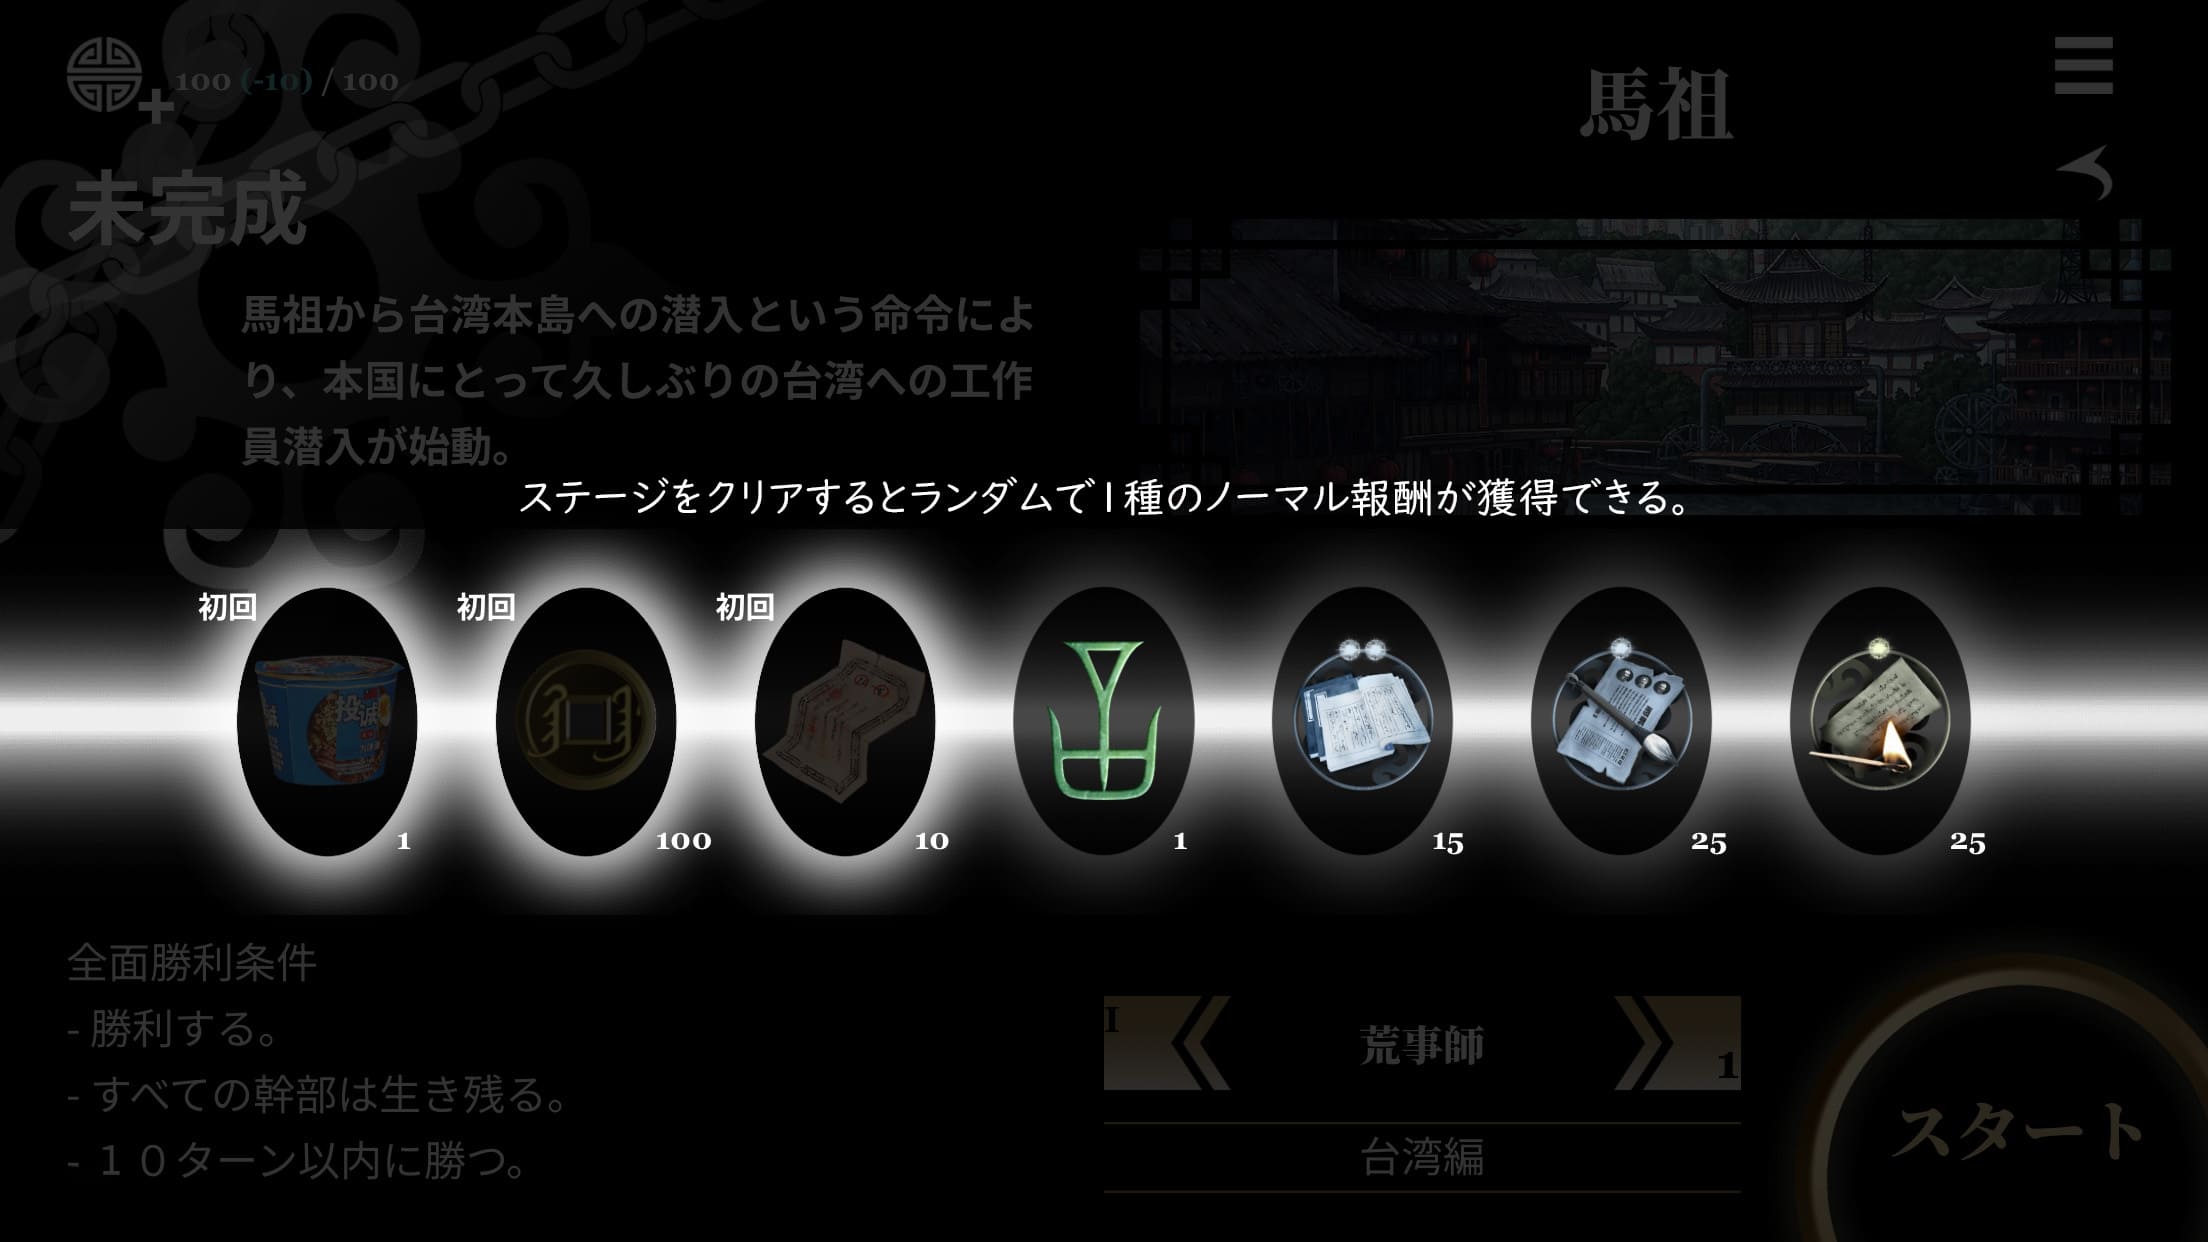 100 (-10) / 100
馬祖
未完成
馬祖から台湾本島への潜入という命令によ
り、本国にとって久しぶりの台湾への工作
員潜入が始動。
ステージをクリアするとランダムで1種のノーマル報酬が獲得できる。
初回
初回
初回
投誠
1
100
10
1
15
25
25
全面勝利条件
- 勝利する。
- すべての幹部は生き残る。
- １０ターン以内に勝つ。
I
荒事師
1
台湾編
スタート